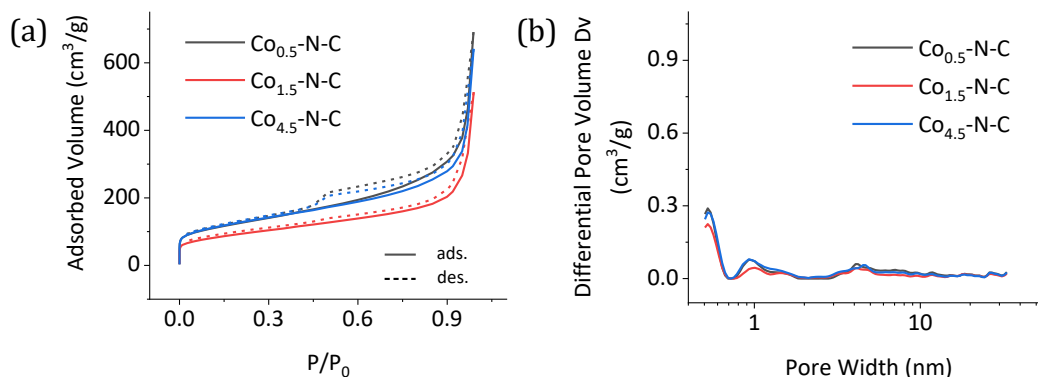 (a)
Adsorbed Volume (cm³/g)
600
400
200
0
Co₀.₅-N-C
Co₁.₅-N-C
Co₄.₅-N-C
ads.
des.
0.0 0.3 0.6 0.9
P/P₀
(b)
Differential Pore Volume Dv
(cm³/g)
0.9
0.6
0.3
0.0
Co₀.₅-N-C
Co₁.₅-N-C
Co₄.₅-N-C
1 10
Pore Width (nm)